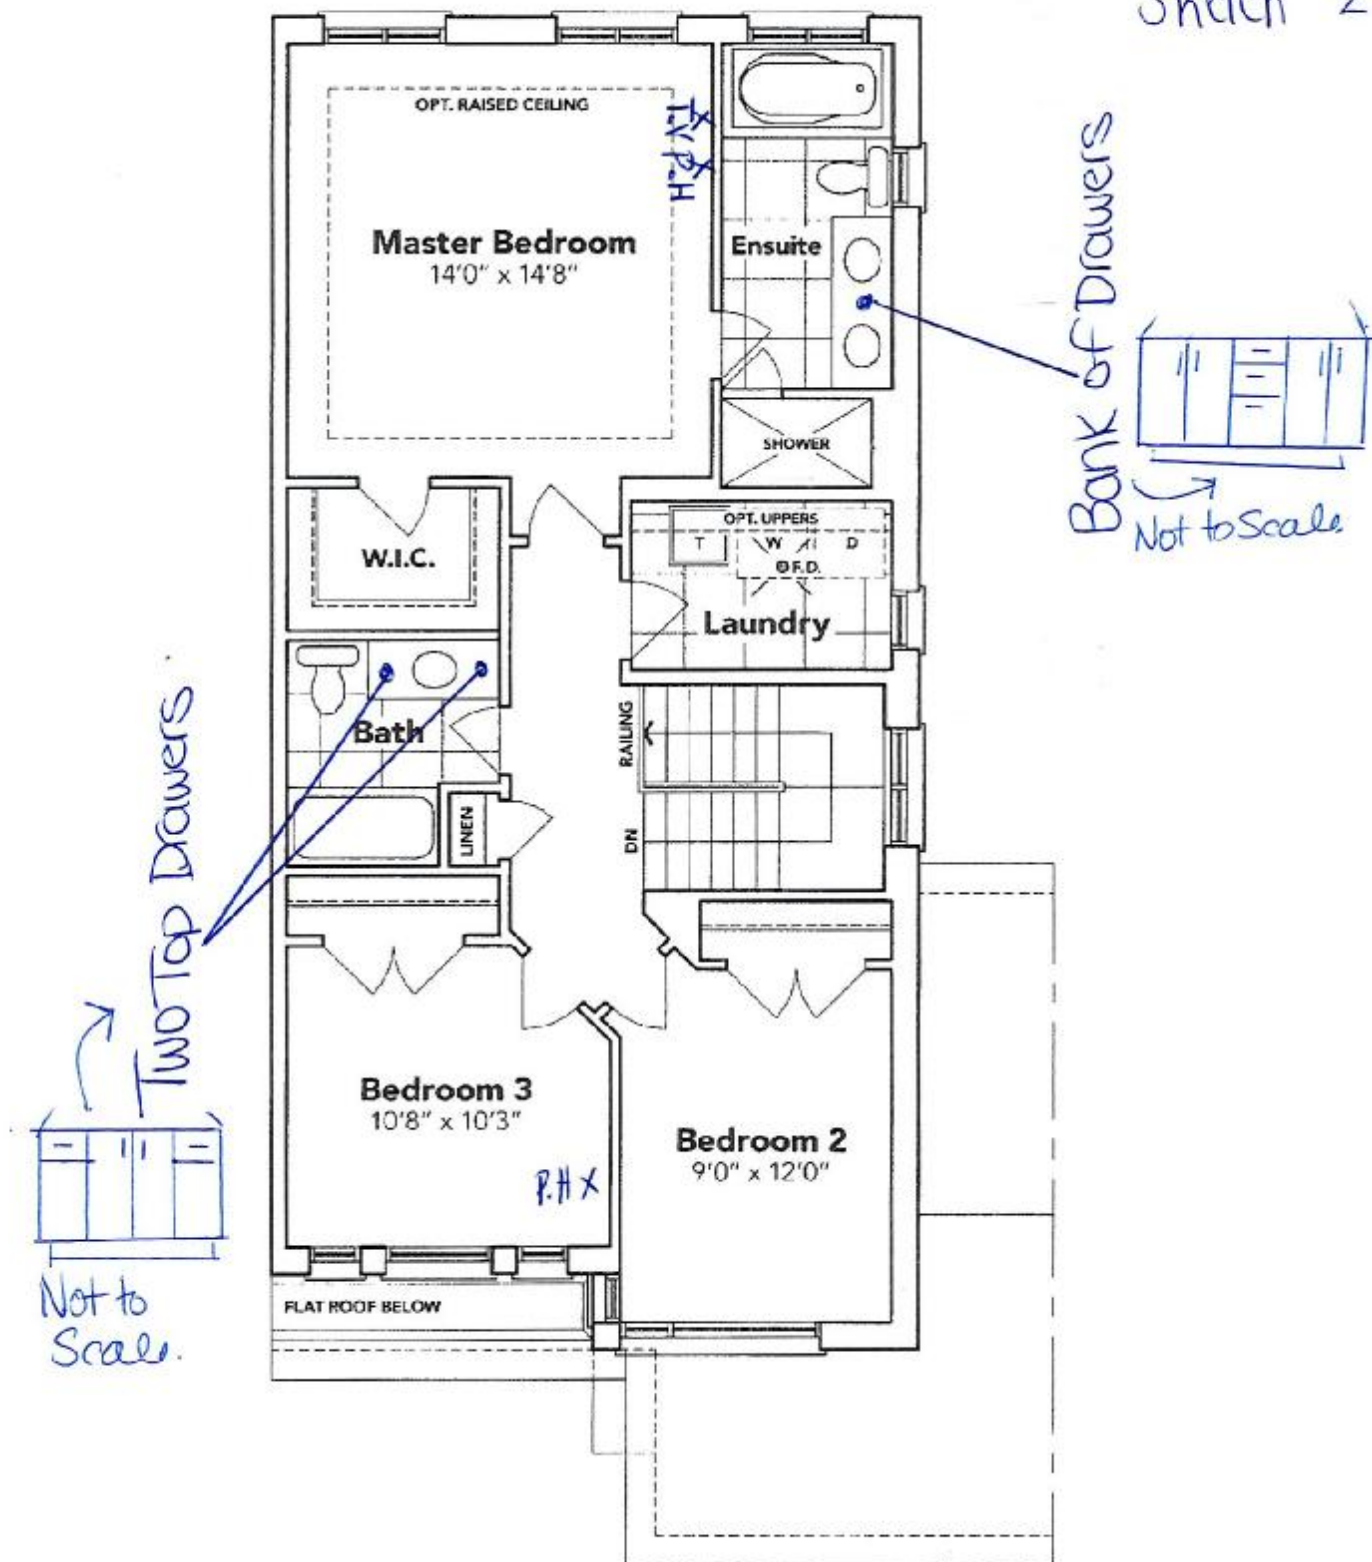 Sketch 2
OPT. RAISED CEILING
T.V P.H
Master Bedroom
14'0" x 14'8"
Ensuite
Bank of Drawers
SHOWER
Not to Scale
OPT. UPPERS
T W D
F.D.
W.I.C.
Laundry
Two Top Drawers
Bath
RAILING
LINEN
DN
Bedroom 3
10'8" x 10'3"
Bedroom 2
9'0" x 12'0"
P.H X
Not to
Scale.
FLAT ROOF BELOW